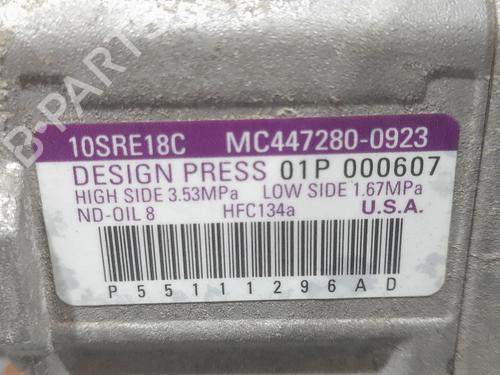 B-PARTS
10SRE18C MC447280-0923
DESIGN PRESS 01P 000607
HIGH SIDE 3.53MPa LOW SIDE 1.67MPa
ND-OIL 8 HFC134a U.S.A.
P55111296AD